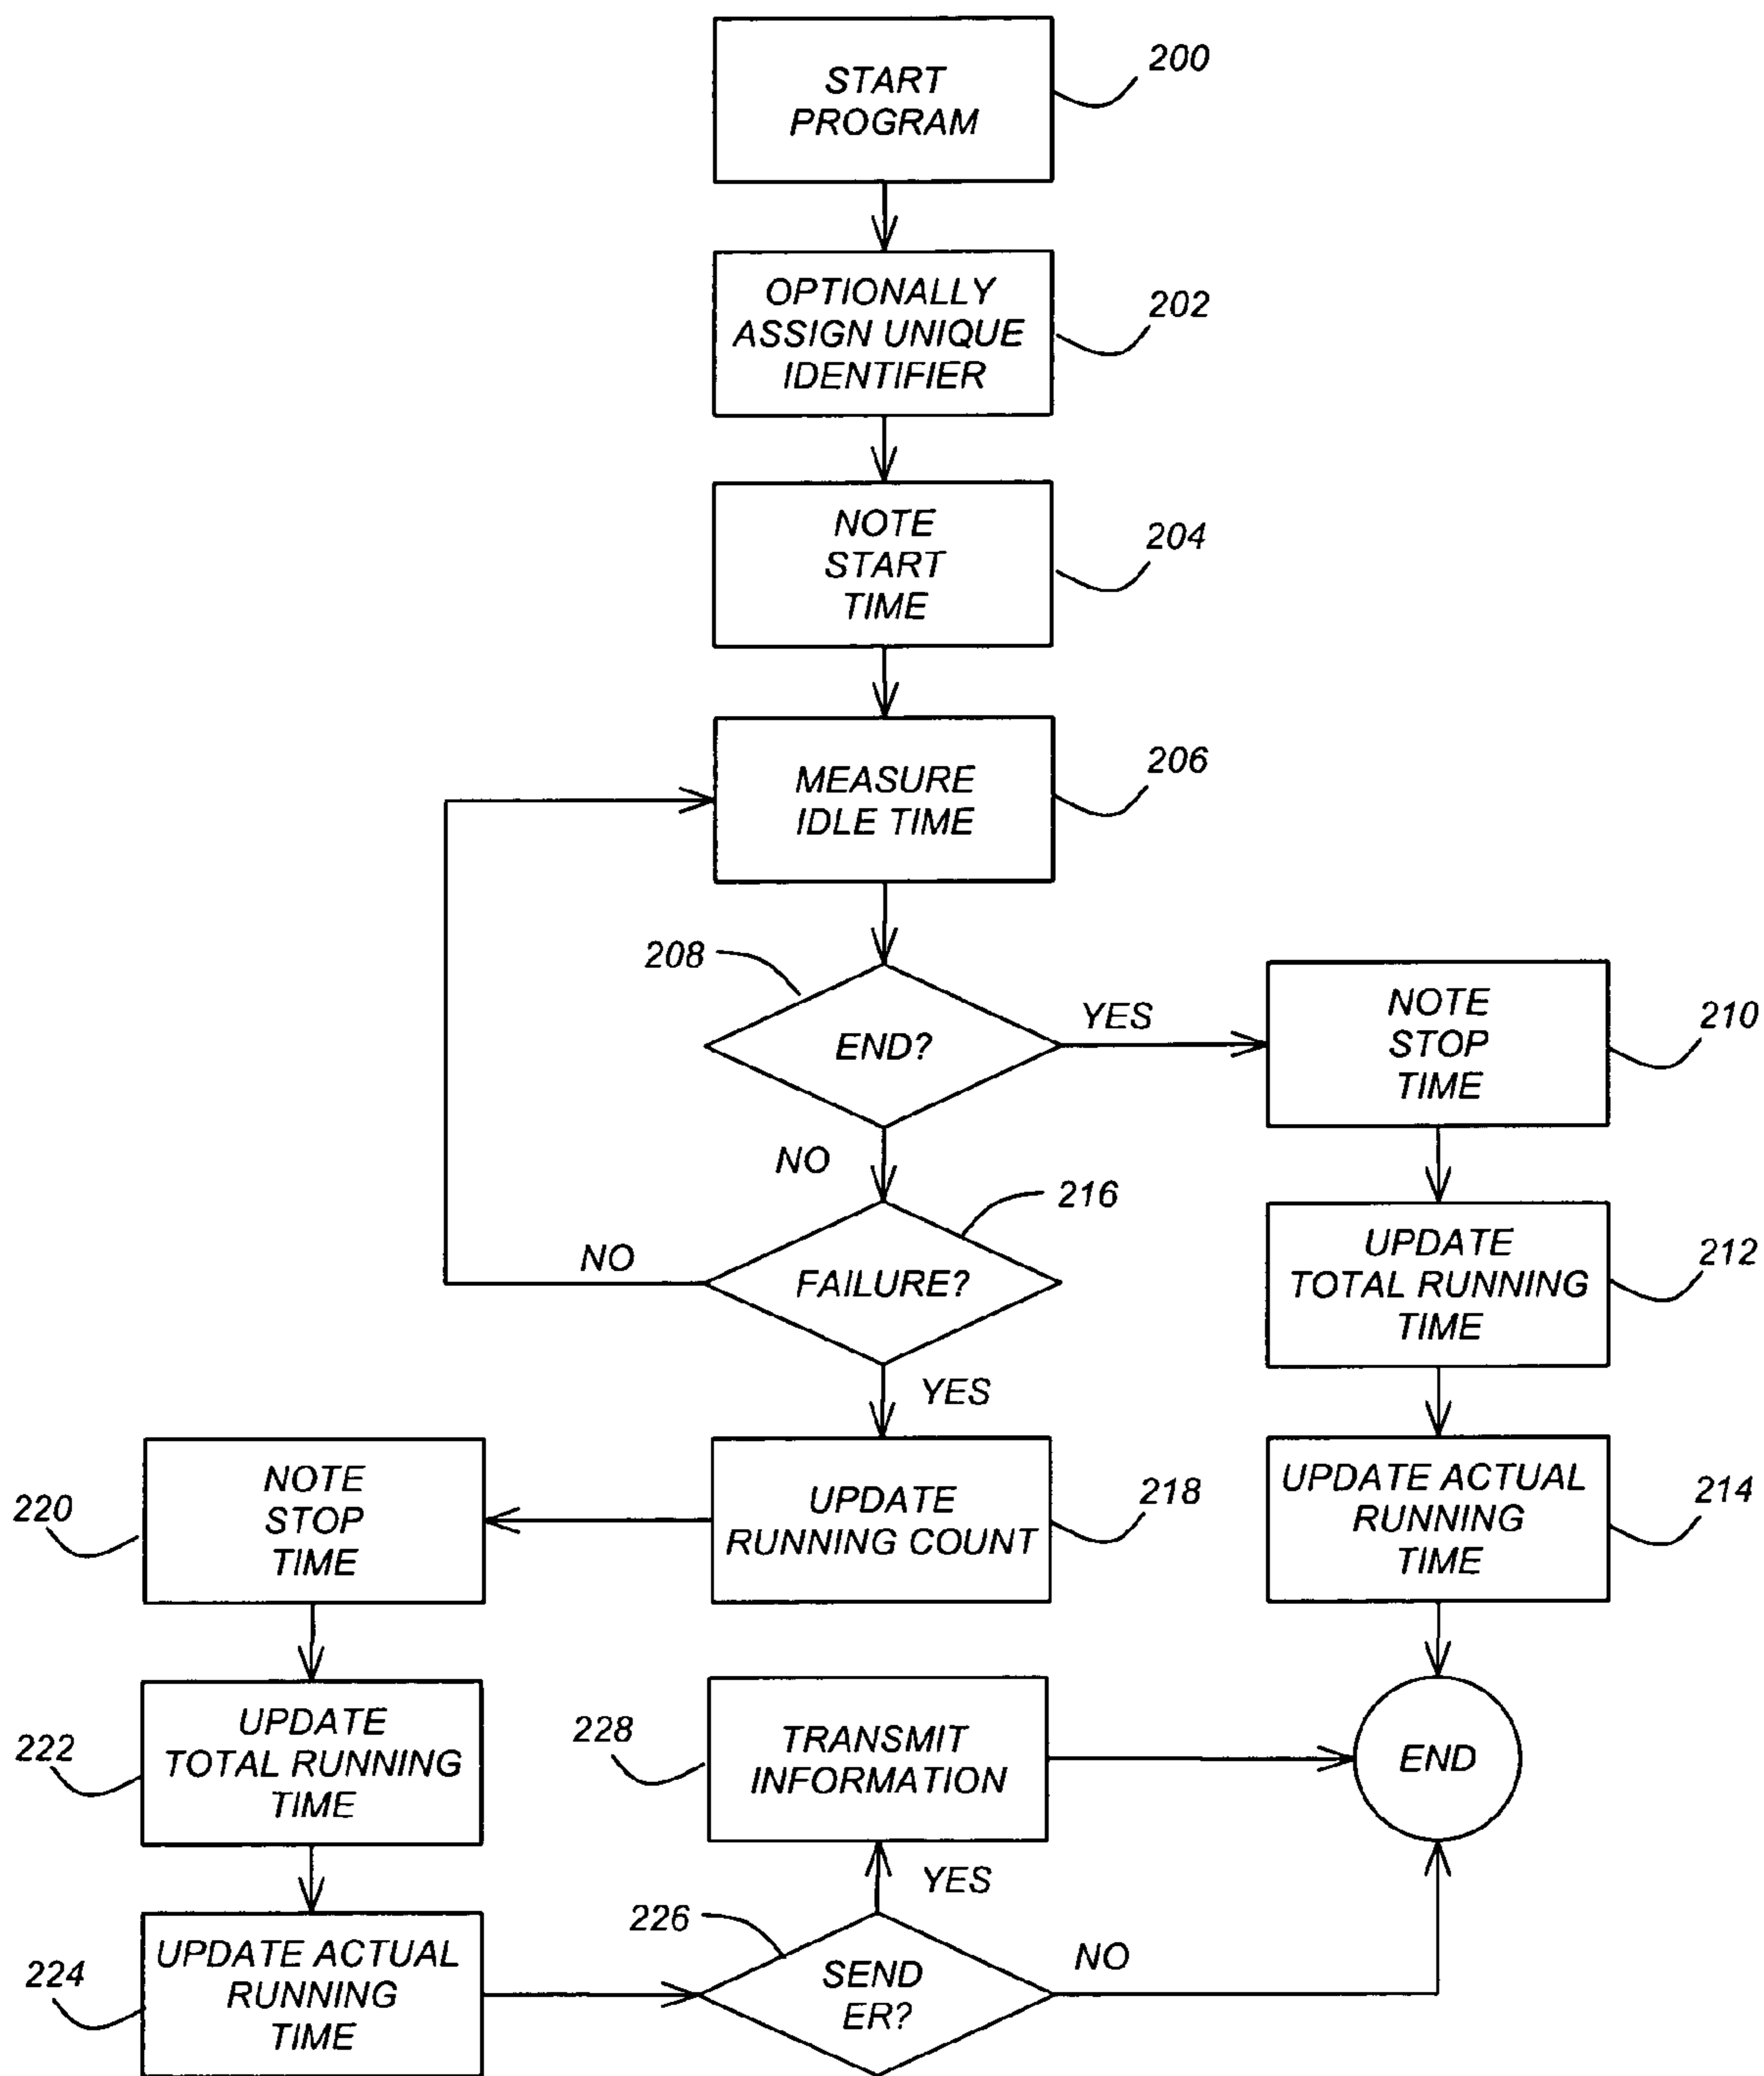 START
PROGRAM
200
OPTIONALLY
ASSIGN UNIQUE
IDENTIFIER
202
NOTE
START
TIME
204
MEASURE
IDLE TIME
206
208
END?
YES
NOTE
STOP
TIME
210
NO
216
FAILURE?
NO
UPDATE
TOTAL RUNNING
TIME
212
YES
220
NOTE
STOP
TIME
UPDATE
RUNNING COUNT
218
UPDATE ACTUAL
RUNNING
TIME
214
222
UPDATE
TOTAL RUNNING
TIME
228
TRANSMIT
INFORMATION
END
YES
224
UPDATE ACTUAL
RUNNING
TIME
226
SEND
ER?
NO